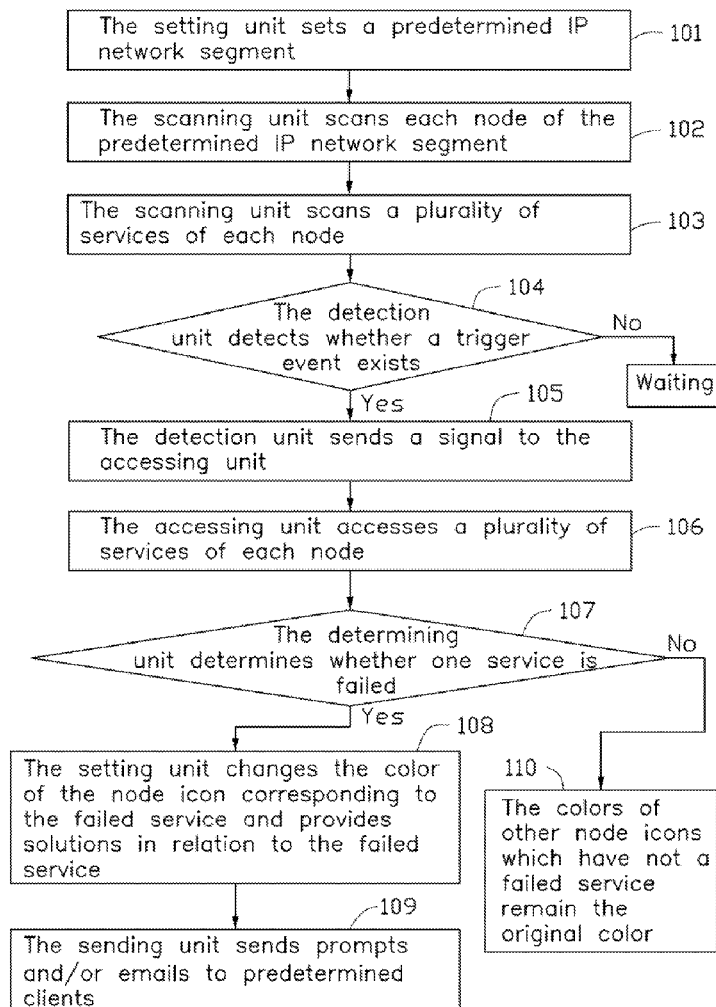 The setting unit sets a predetermined IP
network segment
101
The scanning unit scans each node of the
predetermined IP network segment
102
The scanning unit scans a plurality of
services of each node
103
104
The detection
unit detects whether a trigger
event exists
No
Waiting
Yes
105
The detection unit sends a signal to the
accessing unit
The accessing unit accesses a plurality of
services of each node
106
107
The determining
unit determines whether one service is
failed
No
Yes
108
The setting unit changes the color
of the node icon corresponding to
the failed service and provides
solutions in relation to the failed
service
110
The colors of
other node icons
which have not a
failed service
remain the
original color
109
The sending unit sends prompts
and/or emails to predetermined
clients